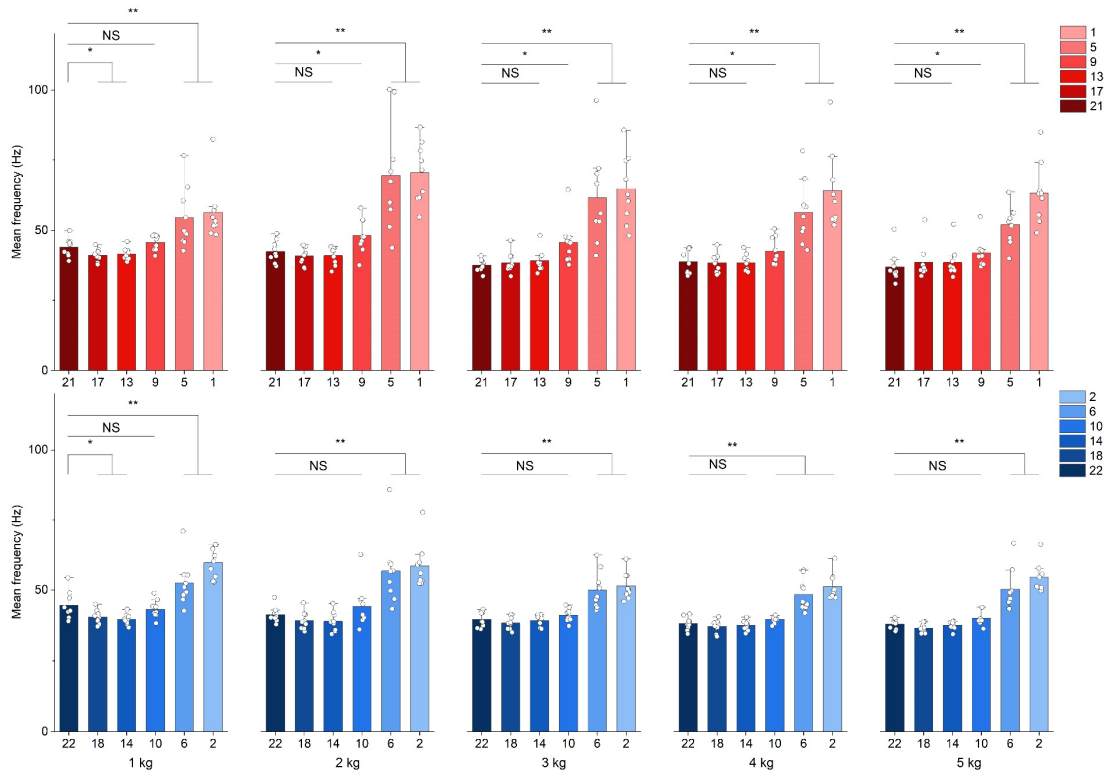 ** ** ** ** **
NS * * * *
* NS NS NS NS
1
5
9
13
17
21
Mean frequency (Hz)
100
50
0
21 17 13 9 5 1 21 17 13 9 5 1 21 17 13 9 5 1 21 17 13 9 5 1 21 17 13 9 5 1
** ** ** ** **
NS NS NS NS NS
*
2
6
10
14
18
22
Mean frequency (Hz)
100
50
0
22 18 14 10 6 2 22 18 14 10 6 2 22 18 14 10 6 2 22 18 14 10 6 2 22 18 14 10 6 2
1 kg 2 kg 3 kg 4 kg 5 kg